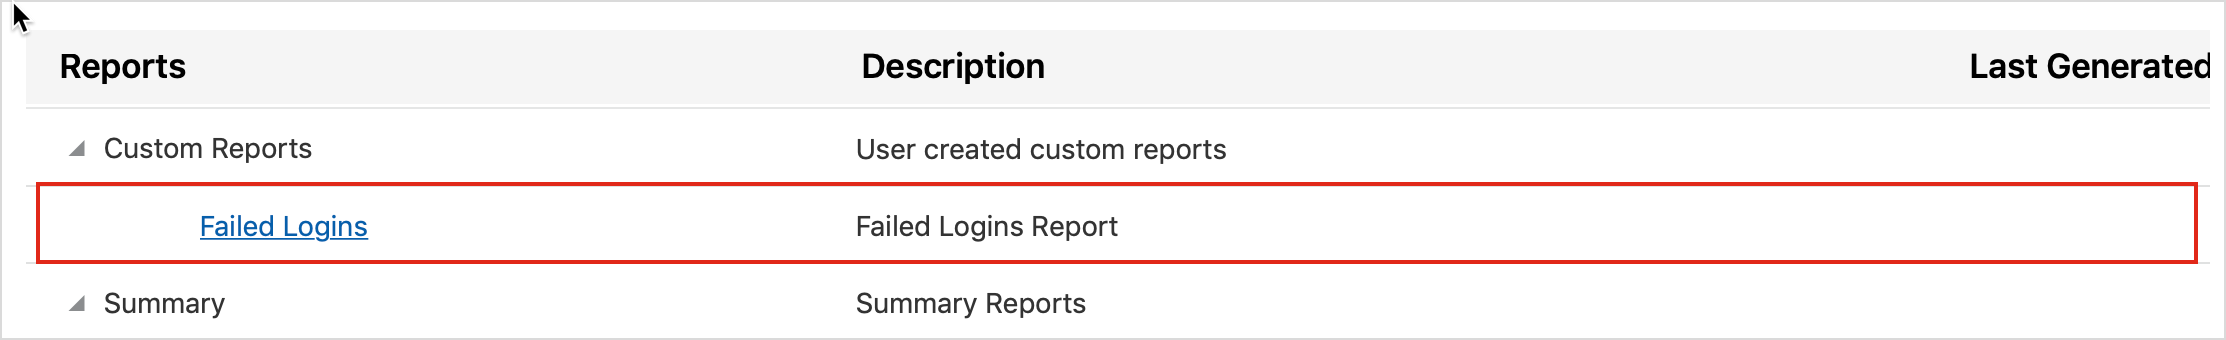 Reports Description Last Generated
Custom Reports User created custom reports
Failed Logins Failed Logins Report
Summary Summary Reports